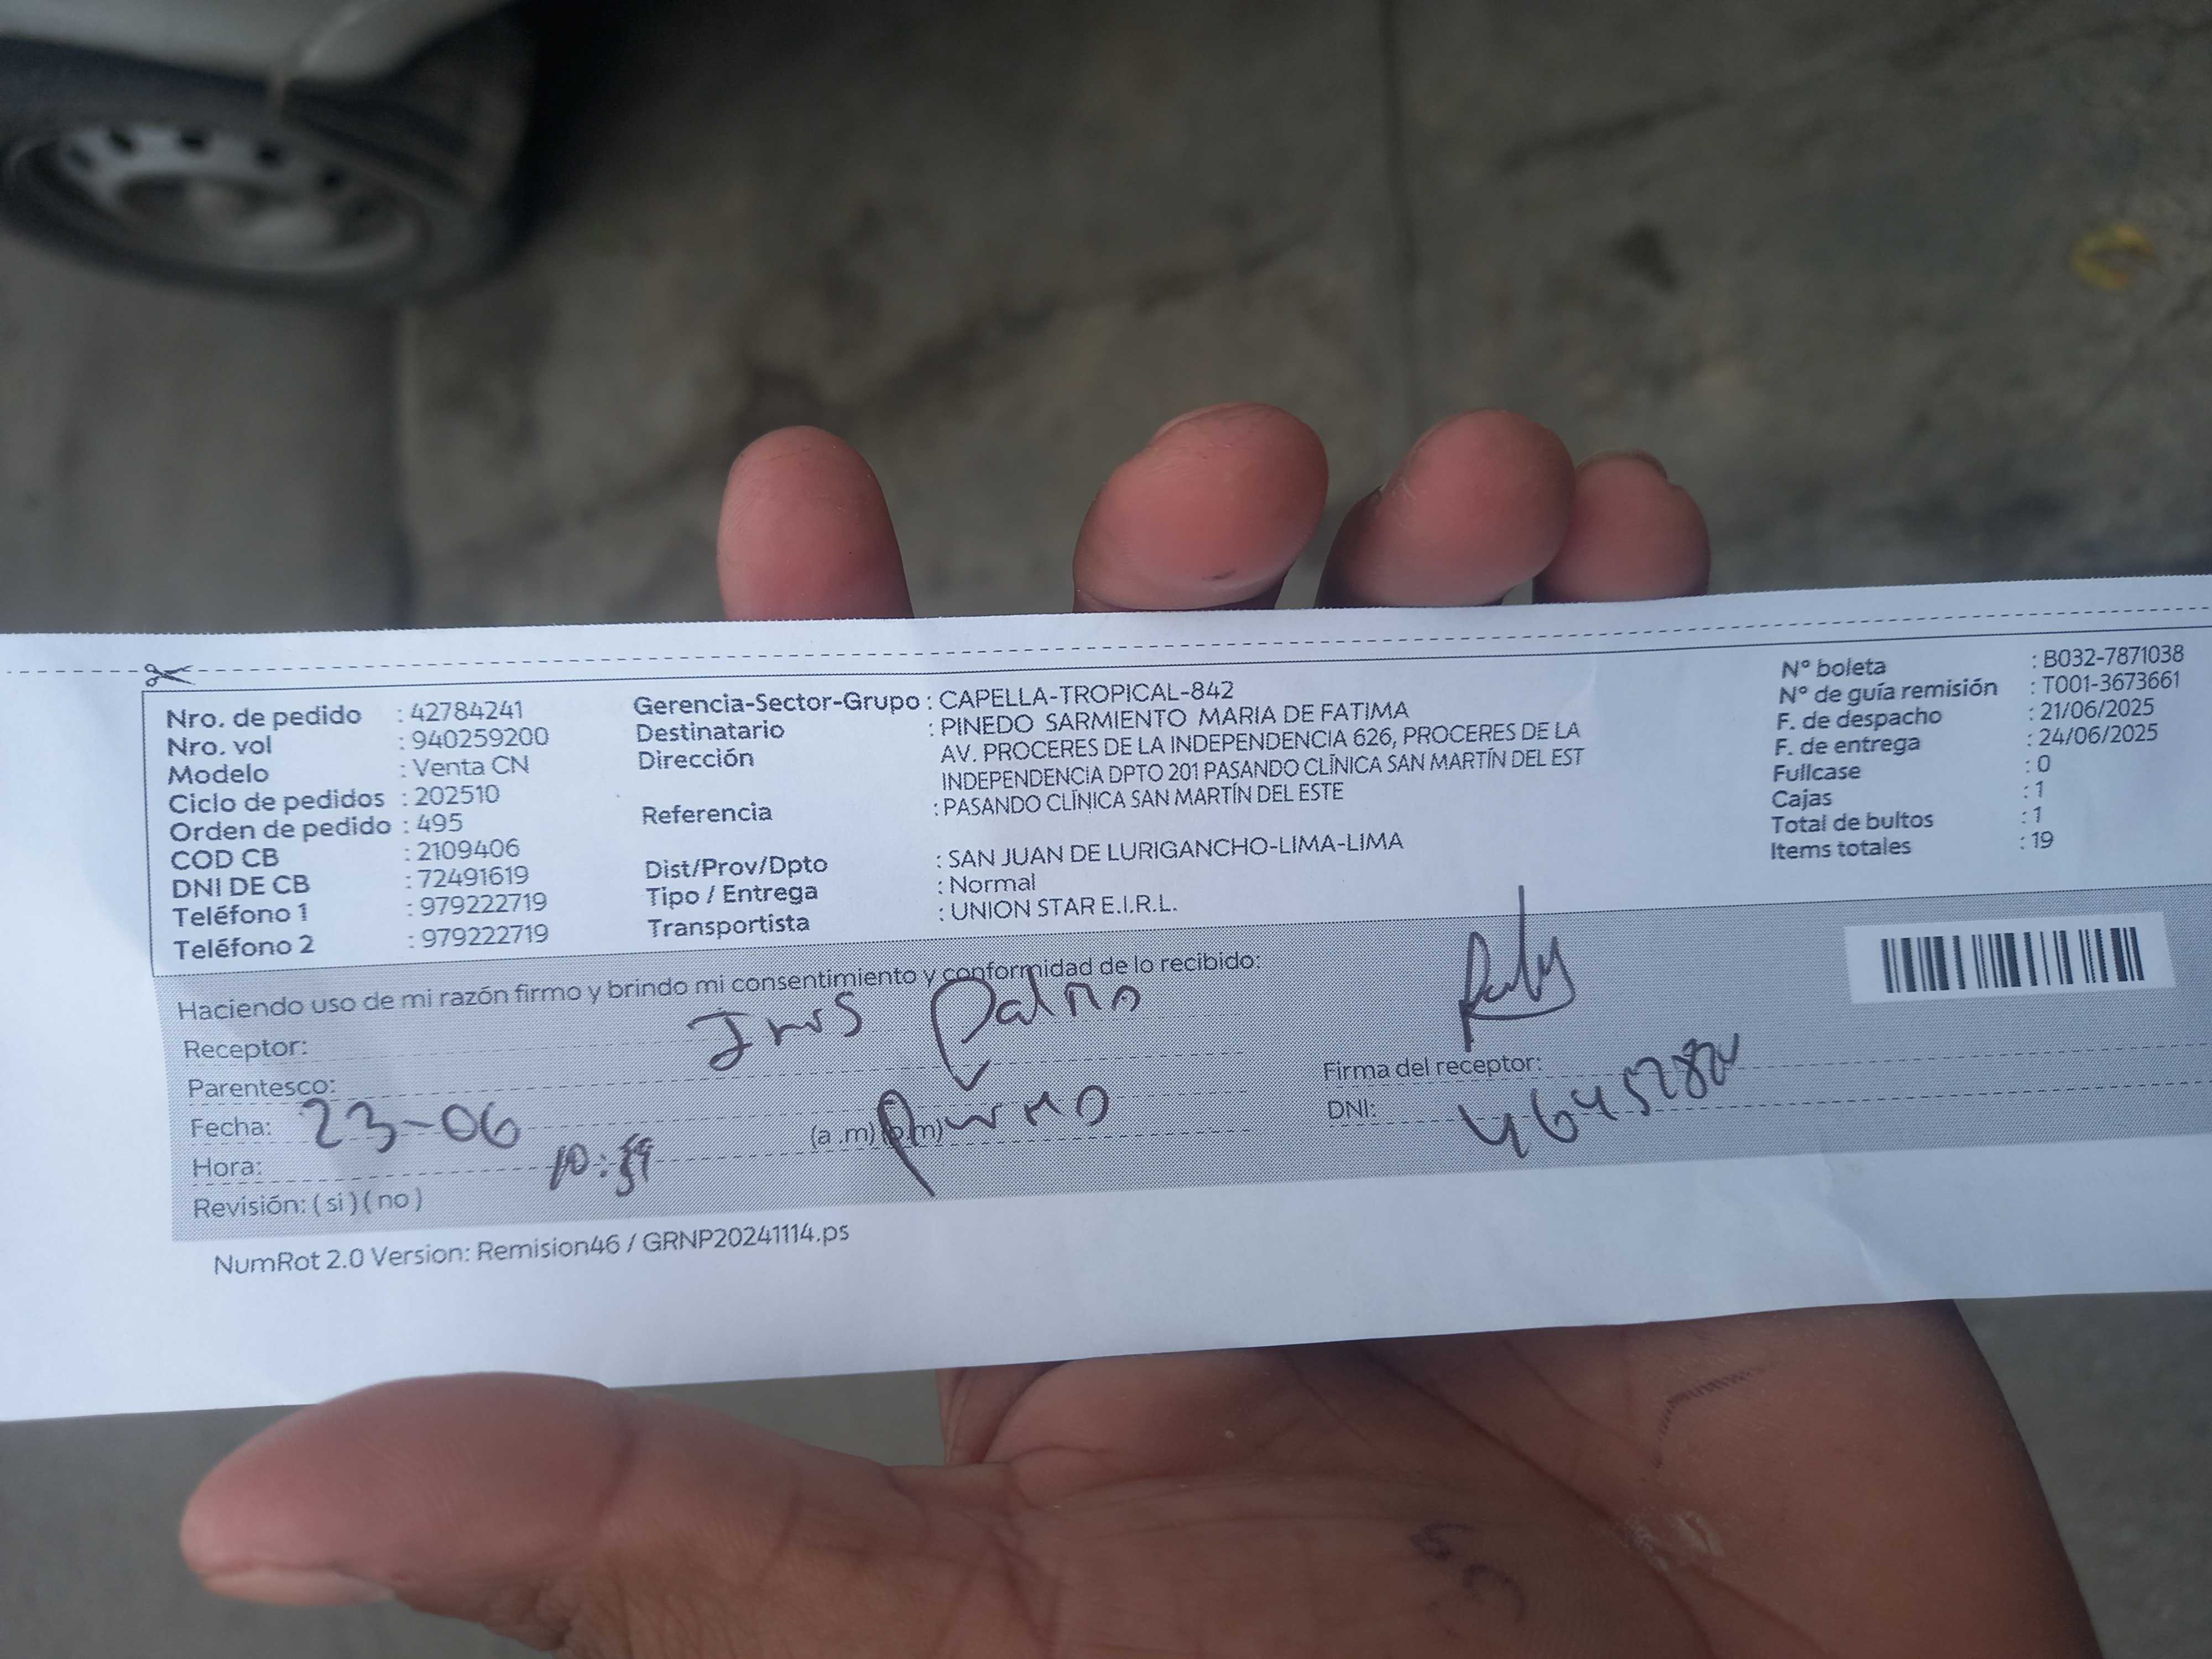 Nro. de pedido : 42784241
Nro. vol : 940259200
Modelo : Venta CN
Ciclo de pedidos : 202510
Orden de pedido : 495
COD CB : 2109406
DNI DE CB : 72491619
Teléfono 1 : 979222719
Teléfono 2 : 979222719
Gerencia-Sector-Grupo : CAPELLA-TROPICAL-842
Destinatario : PINEDO SARMIENTO MARIA DE FATIMA
Dirección AV. PROCERES DE LA INDEPENDENCIA 626, PROCERES DE LA
INDEPENDENCIA DPTO 201 PASANDO CLÍNICA SAN MARTÍN DEL EST
Referencia : PASANDO CLÍNICA SAN MARTÍN DEL ESTE
Dist/Prov/Dpto : SAN JUAN DE LURIGANCHO-LIMA-LIMA
Tipo / Entrega : Normal
Transportista : UNION STAR E.I.R.L.
N° boleta : B032-7871038
N° de guía remisión : T001-3673661
F. de despacho : 21/06/2025
F. de entrega : 24/06/2025
Fullcase : 0
Cajas : 1
Total de bultos : 1
Items totales : 19
Haciendo uso de mi razón firmo y brindo mi consentimiento y conformidad de lo recibido:
Receptor: Palma
Parentesco:
Fecha: 23-06
Hora: (a .m) (p.m)
Revisión: ( si ) ( no )
Firma del receptor:
DNI:
NumRot 2.0 Version: Remision46 / GRNP20241114.ps